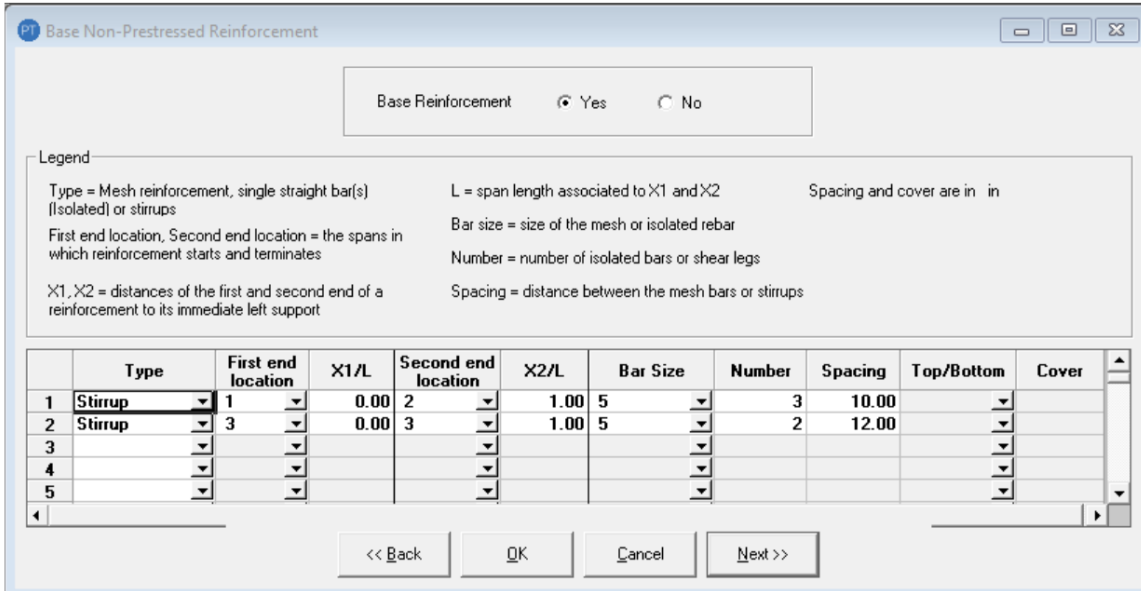 PT Base Non-Prestressed Reinforcement
Base Reinforcement Yes No
Legend
Type = Mesh reinforcement, single straight bar(s)
(Isolated) or stirrups
First end location, Second end location = the spans in
which reinforcement starts and terminates
X1, X2 = distances of the first and second end of a
reinforcement to its immediate left support
L = span length associated to X1 and X2
Bar size = size of the mesh or isolated rebar
Number = number of isolated bars or shear legs
Spacing = distance between the mesh bars or stirrups
Spacing and cover are in in
Type First end location X1/L Second end location X2/L Bar Size Number Spacing Top/Bottom Cover
1 Stirrup 1 0.00 2 1.00 5 3 10.00
2 Stirrup 3 0.00 3 1.00 5 2 12.00
3
4
5
<< Back OK Cancel Next >>